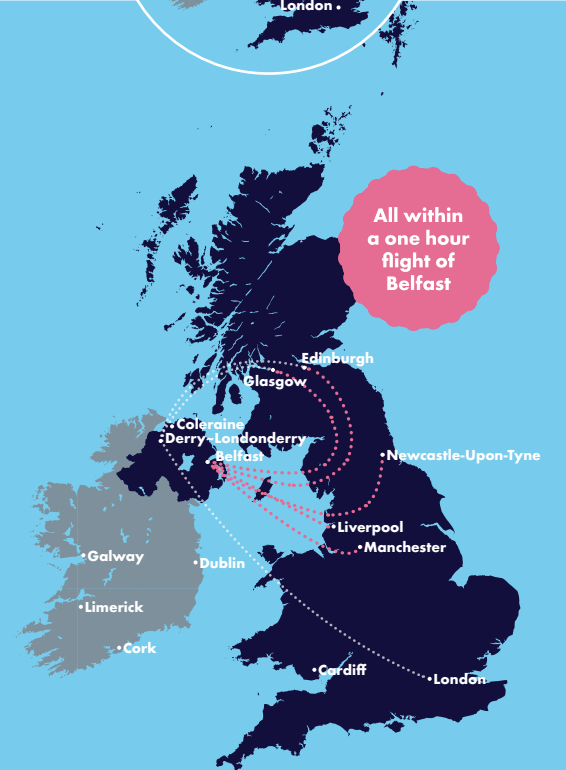 London
All within
a one hour
flight of
Belfast
Edinburgh
Glasgow
Coleraine
Derry~Londonderry
Belfast
Newcastle-Upon-Tyne
Liverpool
Manchester
Galway
Dublin
Limerick
Cork
Cardiff
London